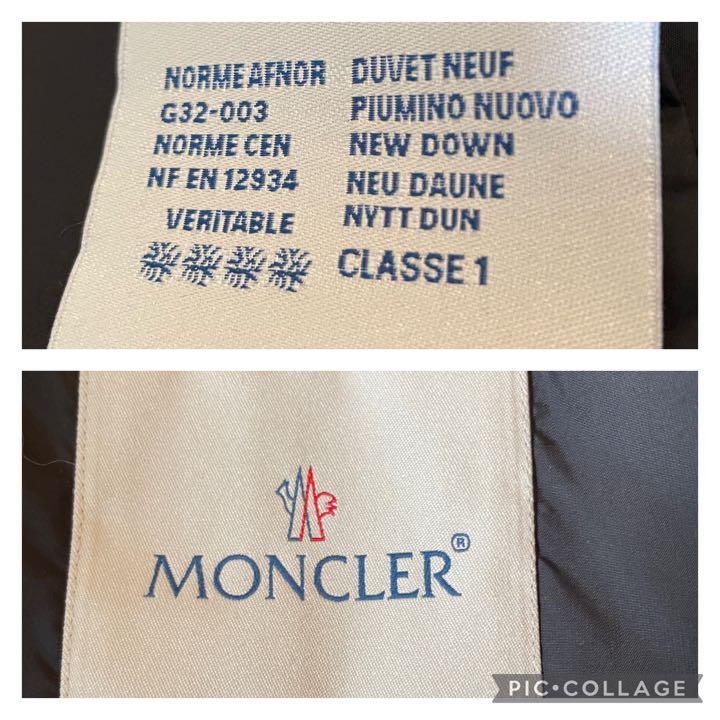 NORME AFNOR
G32-003
NORME CEN
NF EN 12934
VERITABLE
DUVET NEUF
PIUMINO NUOVO
NEW DOWN
NEU DAUNE
NYTT DUN
CLASSE 1
MONCLER®
PIC•COLLAGE